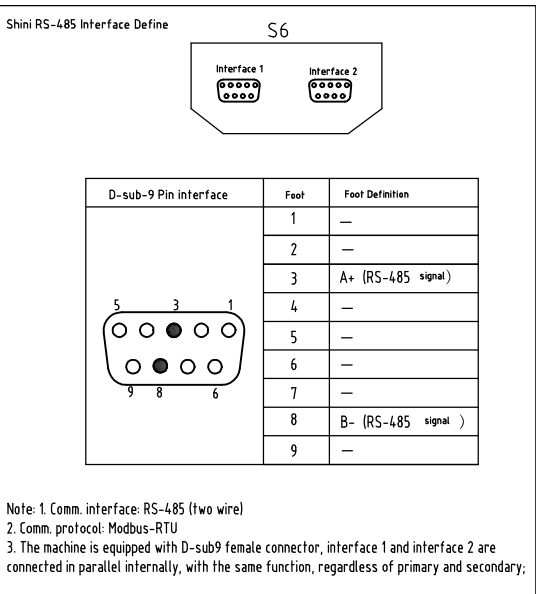 Shini RS-485 Interface Define
S6
Interface 1 Interface 2
D-sub-9 Pin interface Foot Foot Definition
1 —
2 —
3 A+ (RS-485 signal)
4 —
5 —
6 —
7 —
8 B- (RS-485 signal )
9 —
5 3 1
9 8 6
Note: 1. Comm. interface: RS-485 (two wire)
2. Comm. protocol: Modbus-RTU
3. The machine is equipped with D-sub9 female connector, interface 1 and interface 2 are
connected in parallel internally, with the same function, regardless of primary and secondary;